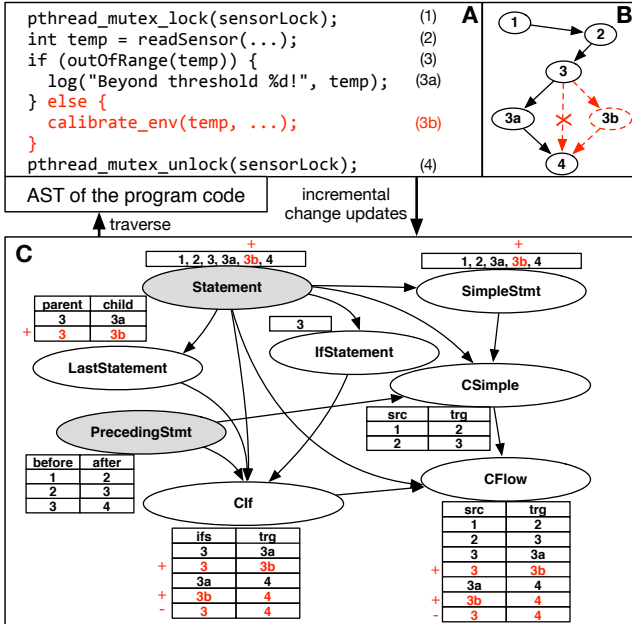 A
pthread_mutex_lock(sensorLock); (1)
int temp = readSensor(...); (2)
if (outOfRange(temp)) { (3)
log("Beyond threshold %d!", temp); (3a)
} else {
calibrate_env(temp, ...); (3b)
}
pthread_mutex_unlock(sensorLock); (4)
B
1
2
3
3a
3b
4
AST of the program code
traverse
incremental
change updates
C
+
1, 2, 3, 3a, 3b, 4
Statement
+
1, 2, 3a, 3b, 4
SimpleStmt
parent child
3 3a
+ 3 3b
LastStatement
3
IfStatement
CSimple
src trg
1 2
2 3
PrecedingStmt
before after
1 2
2 3
3 4
CIf
ifs trg
3 3a
+ 3 3b
3a 4
+ 3b 4
- 3 4
CFlow
src trg
1 2
2 3
3 3a
+ 3 3b
3a 4
+ 3b 4
- 3 4